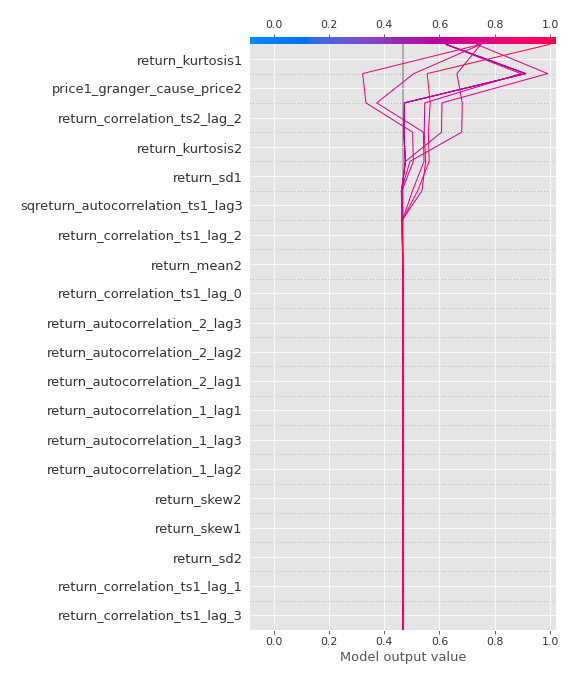 0.0 0.2 0.4 0.6 0.8 1.0
return_kurtosis1
price1_granger_cause_price2
return_correlation_ts2_lag_2
return_kurtosis2
return_sd1
sqreturn_autocorrelation_ts1_lag3
return_correlation_ts1_lag_2
return_mean2
return_correlation_ts1_lag_0
return_autocorrelation_2_lag3
return_autocorrelation_2_lag2
return_autocorrelation_2_lag1
return_autocorrelation_1_lag1
return_autocorrelation_1_lag3
return_autocorrelation_1_lag2
return_skew2
return_skew1
return_sd2
return_correlation_ts1_lag_1
return_correlation_ts1_lag_3
0.0 0.2 0.4 0.6 0.8 1.0
Model output value